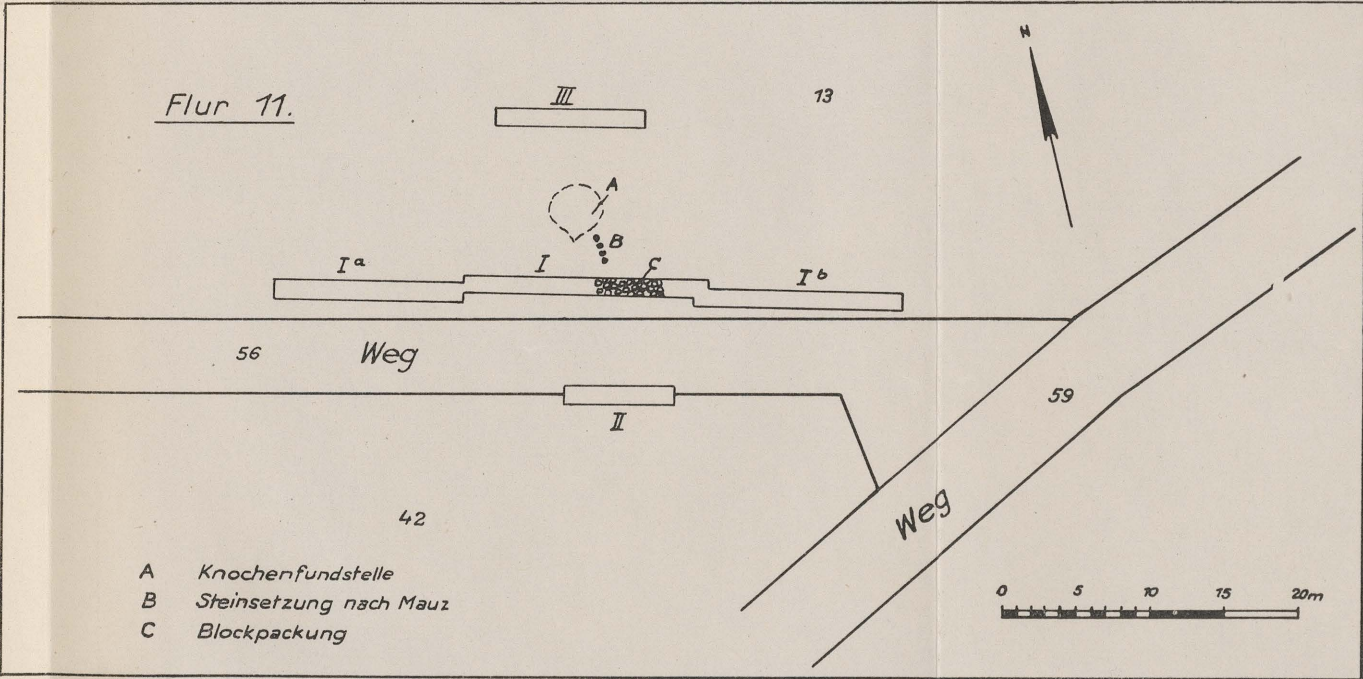 N
Flur 11.
III
13
A
B
I a
I
C
I b
56
Weg
59
II
Weg
42
A Knochenfundstelle
B Steinsetzung nach Mauz
C Blockpackung
0 5 10 15 20m